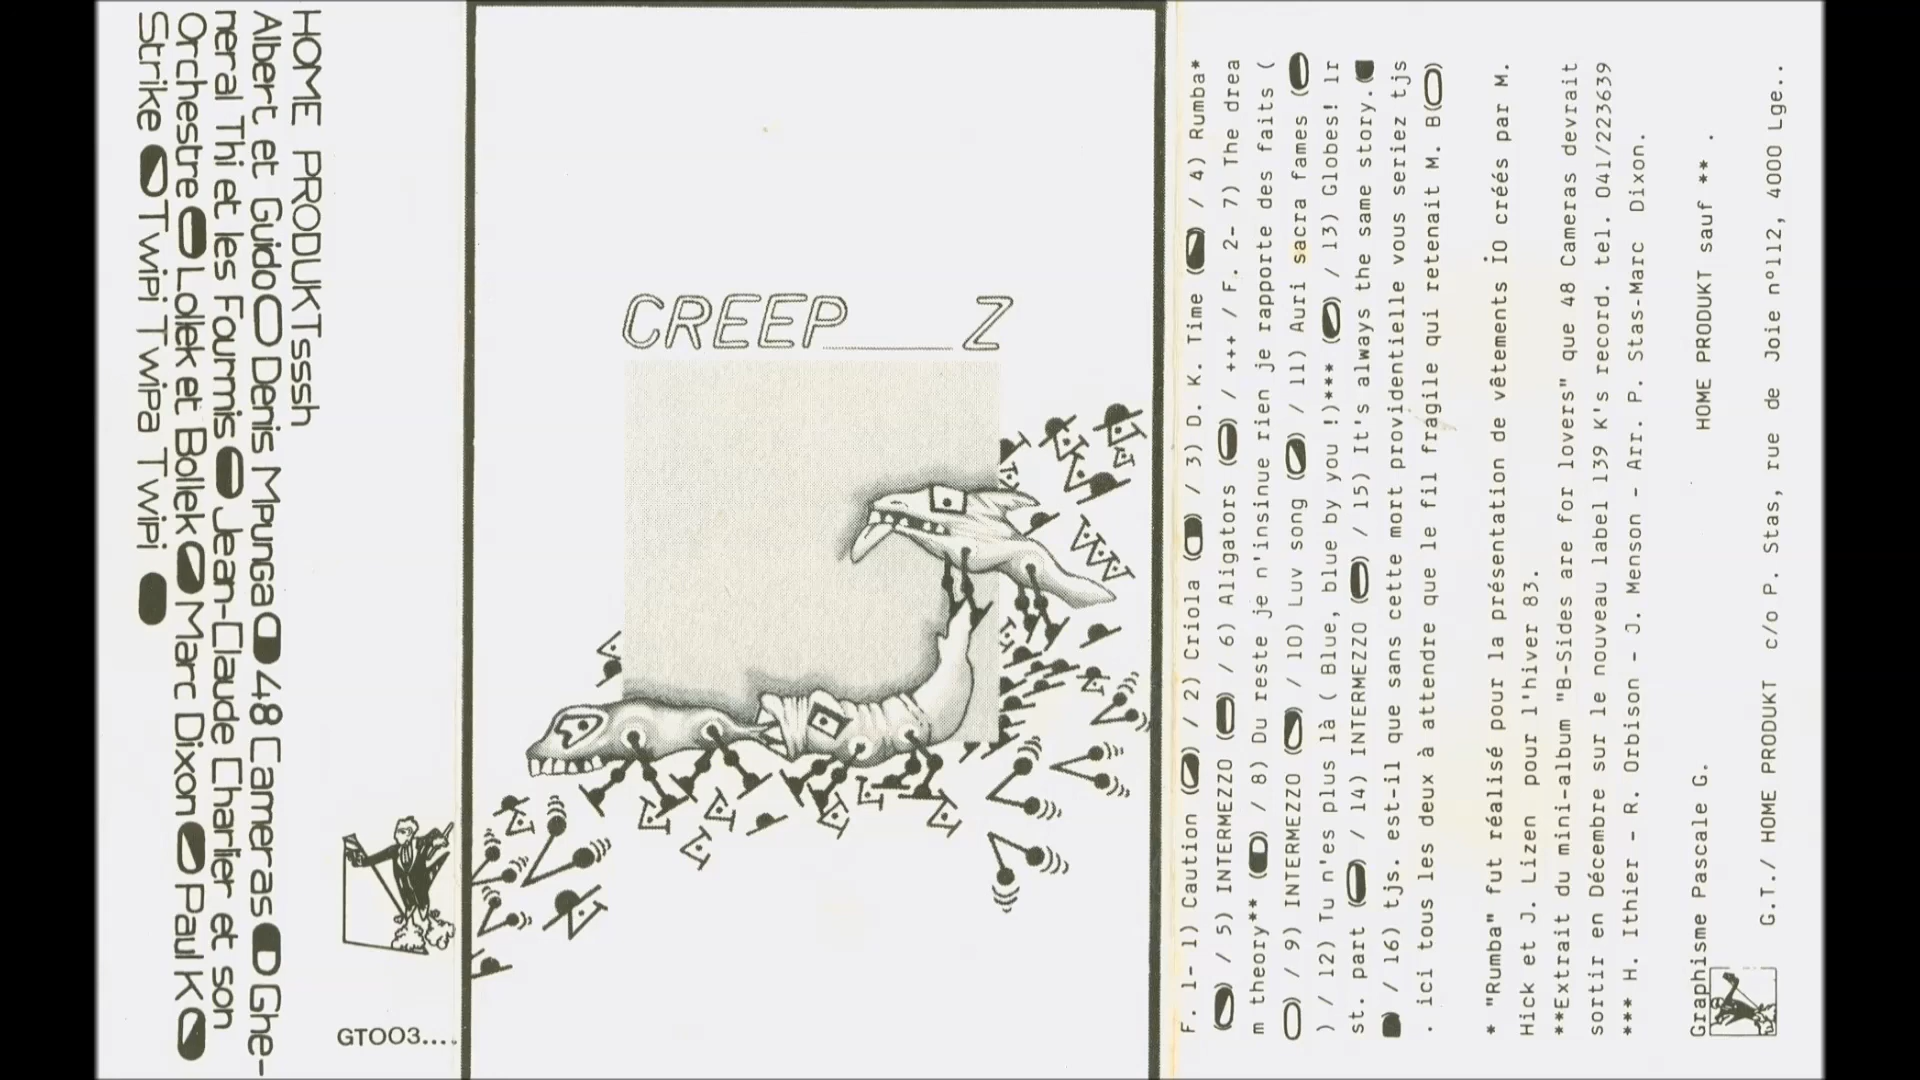 HOME PRODUKTsssh
Albert et Guido Denis Mpunga 48 Cameras Ghe-
neral Thi et les Fourmis Jean-Claude Charlier et son
Orchestre Lollek et Bollek Marc Dixon Paul K
Strike Twipi Twipa Twipi
GT003....
CREEP____Z
F. 1- 1) Caution ( ) / 2) Criola ( ) / 3) D. K. Time ( ) / 4) Rumba*
( ) / 5) INTERMEZZO ( ) / 6) Aligators ( ) / +++ / F. 2- 7) The drea
m theory** ( ) / 8) Du reste je n'insinue rien je rapporte des faits (
) / 9) INTERMEZZO ( ) / 10) Luv song ( ) / 11) Auri sacra fames (
) / 12) Tu n'es plus là ( Blue, blue by you !)*** ( ) / 13) Globes! 1r
st. part ( ) / 14) INTERMEZZO ( ) / 15) It's always the same story.(
) / 16) tjs. est-il que sans cette mort providentielle vous seriez tjs
. ici tous les deux à attendre que le fil fragile qui retenait M. B( )
* "Rumba" fut réalisé pour la présentation de vêtements IO créés par M.
Hick et J. Lizen pour l'hiver 83.
**Extrait du mini-album "B-Sides are for lovers" que 48 Cameras devrait
sortir en Décembre sur le nouveau label 139 K's record. tel. 041/223639
*** H. Ithier - R. Orbison - J. Menson - Arr. P. Stas-Marc Dixon.
Graphisme Pascale G. HOME PRODUKT sauf ** .
G.T./ HOME PRODUKT c/o P. Stas, rue de Joie n°112, 4000 Lge..